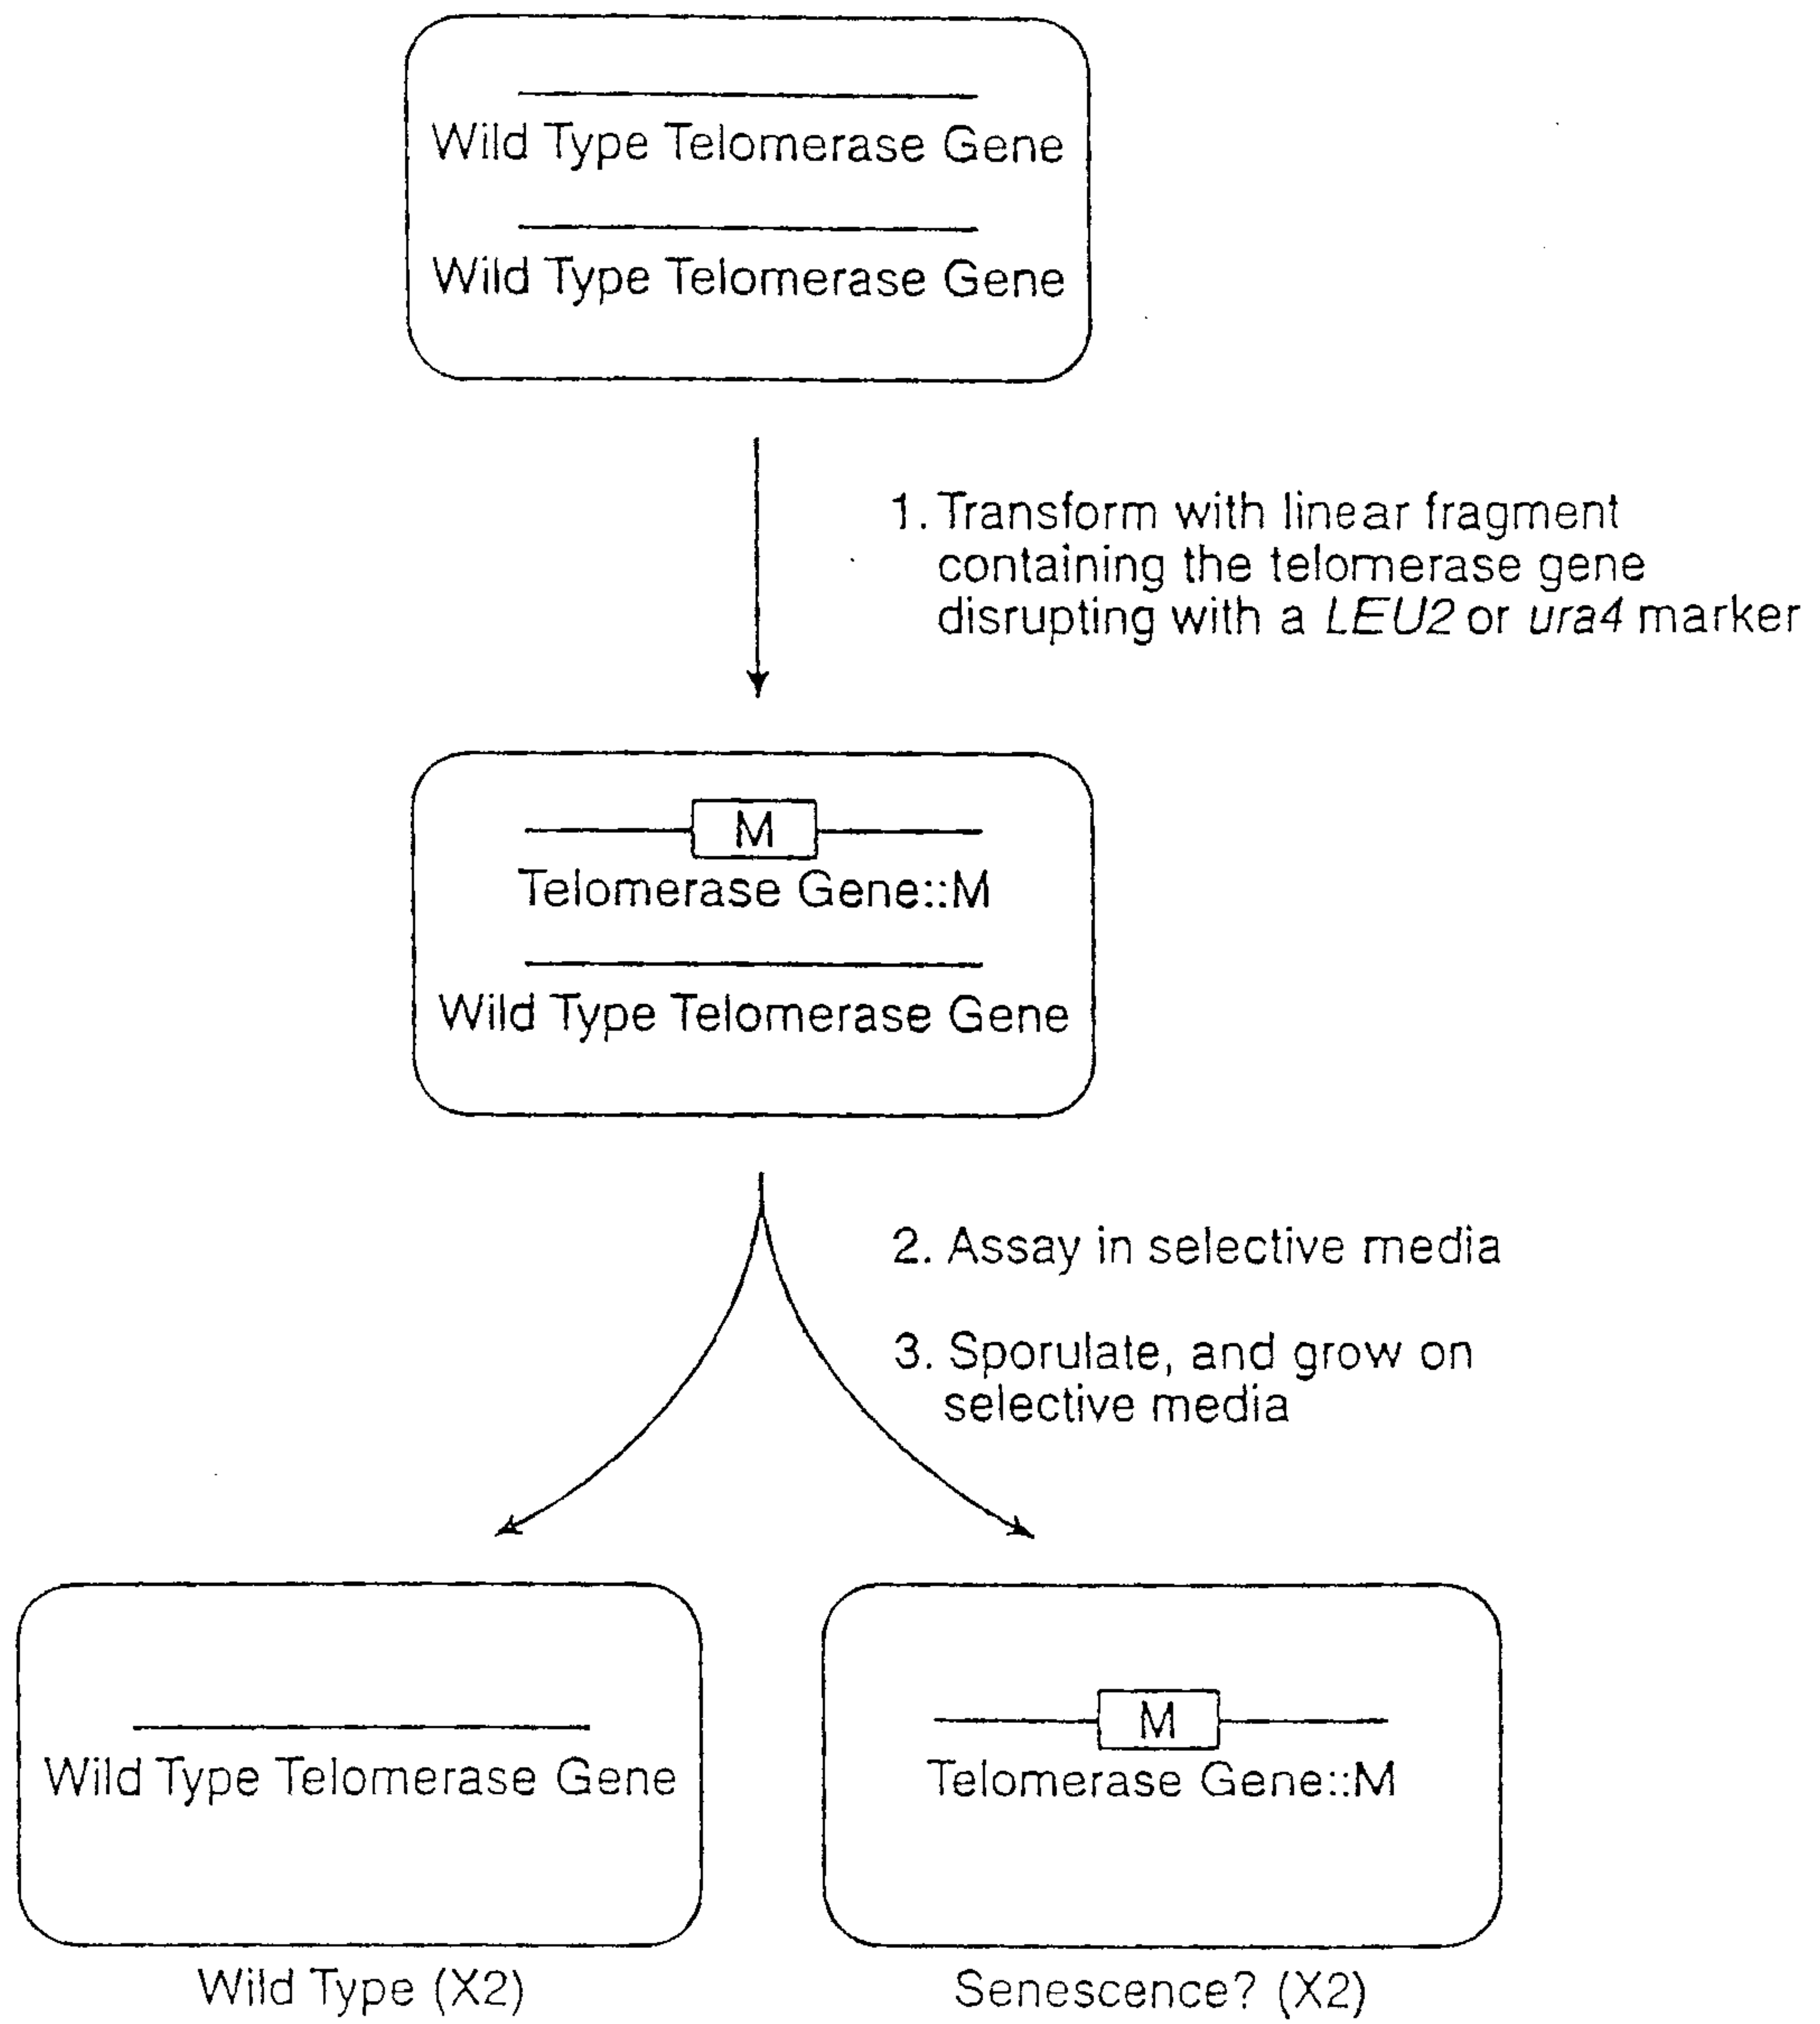 Wild Type Telomerase Gene
Wild Type Telomerase Gene
1. Transform with linear fragment
containing the telomerase gene
disrupting with a LEU2 or ura4 marker
M
Telomerase Gene::M
Wild Type Telomerase Gene
2. Assay in selective media
3. Sporulate, and grow on
selective media
Wild Type Telomerase Gene
Wild Type (X2)
M
Telomerase Gene::M
Senescence? (X2)